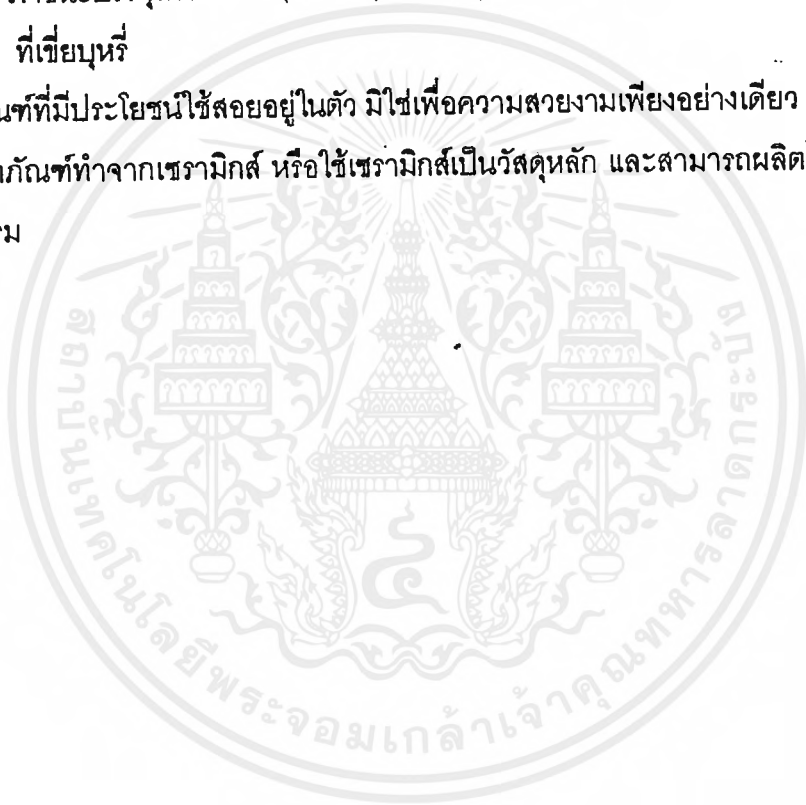 ที่เขี่ยบุหรี่
ณฑ์ที่มีประโยชน์ใช้สอยอยู่ในตัว มิใช่เพื่อความสวยงามเพียงอย่างเดียว
ภัณฑ์ทำจากเซรามิกส์ หรือใช้เซรามิกส์เป็นวัสดุหลัก และสามารถผลิต
รม
สถาบันเทคโนโลยีพระจอมเกล้าเจ้าคุณทหารลาดกระบัง